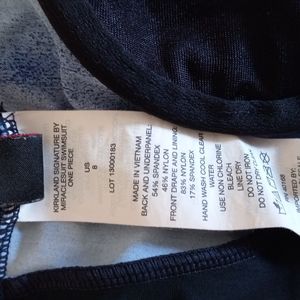 KIRKLAND SIGNATURE BY
MIRACLESUIT SWIMSUIT
ONE PIECE
US
8
LOT 13000183
MADE IN VIETNAM
BACK AND UNDERPANEL:
54% SPANDEX
46% NYLON
FRONT DRAPE AND LINING:
83% NYLON
17% SPANDEX
HAND WASH COOL CLEAR
WATER
USE NON CHLORINE
BLEACH
LINE DRY
DO NOT IRON
DO NOT DRY
IMPORTED BY: